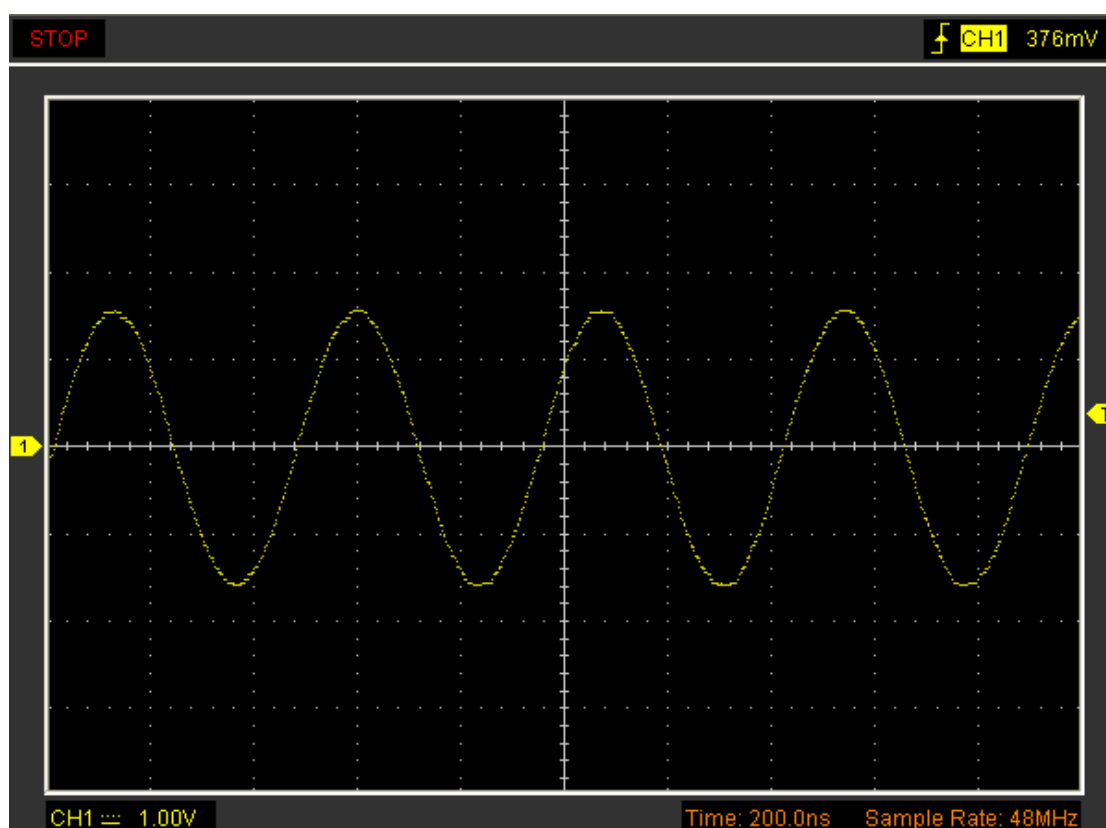 STOP
CH1 376mV
1
T
CH1 1.00V
Time: 200.0ns Sample Rate: 48MHz